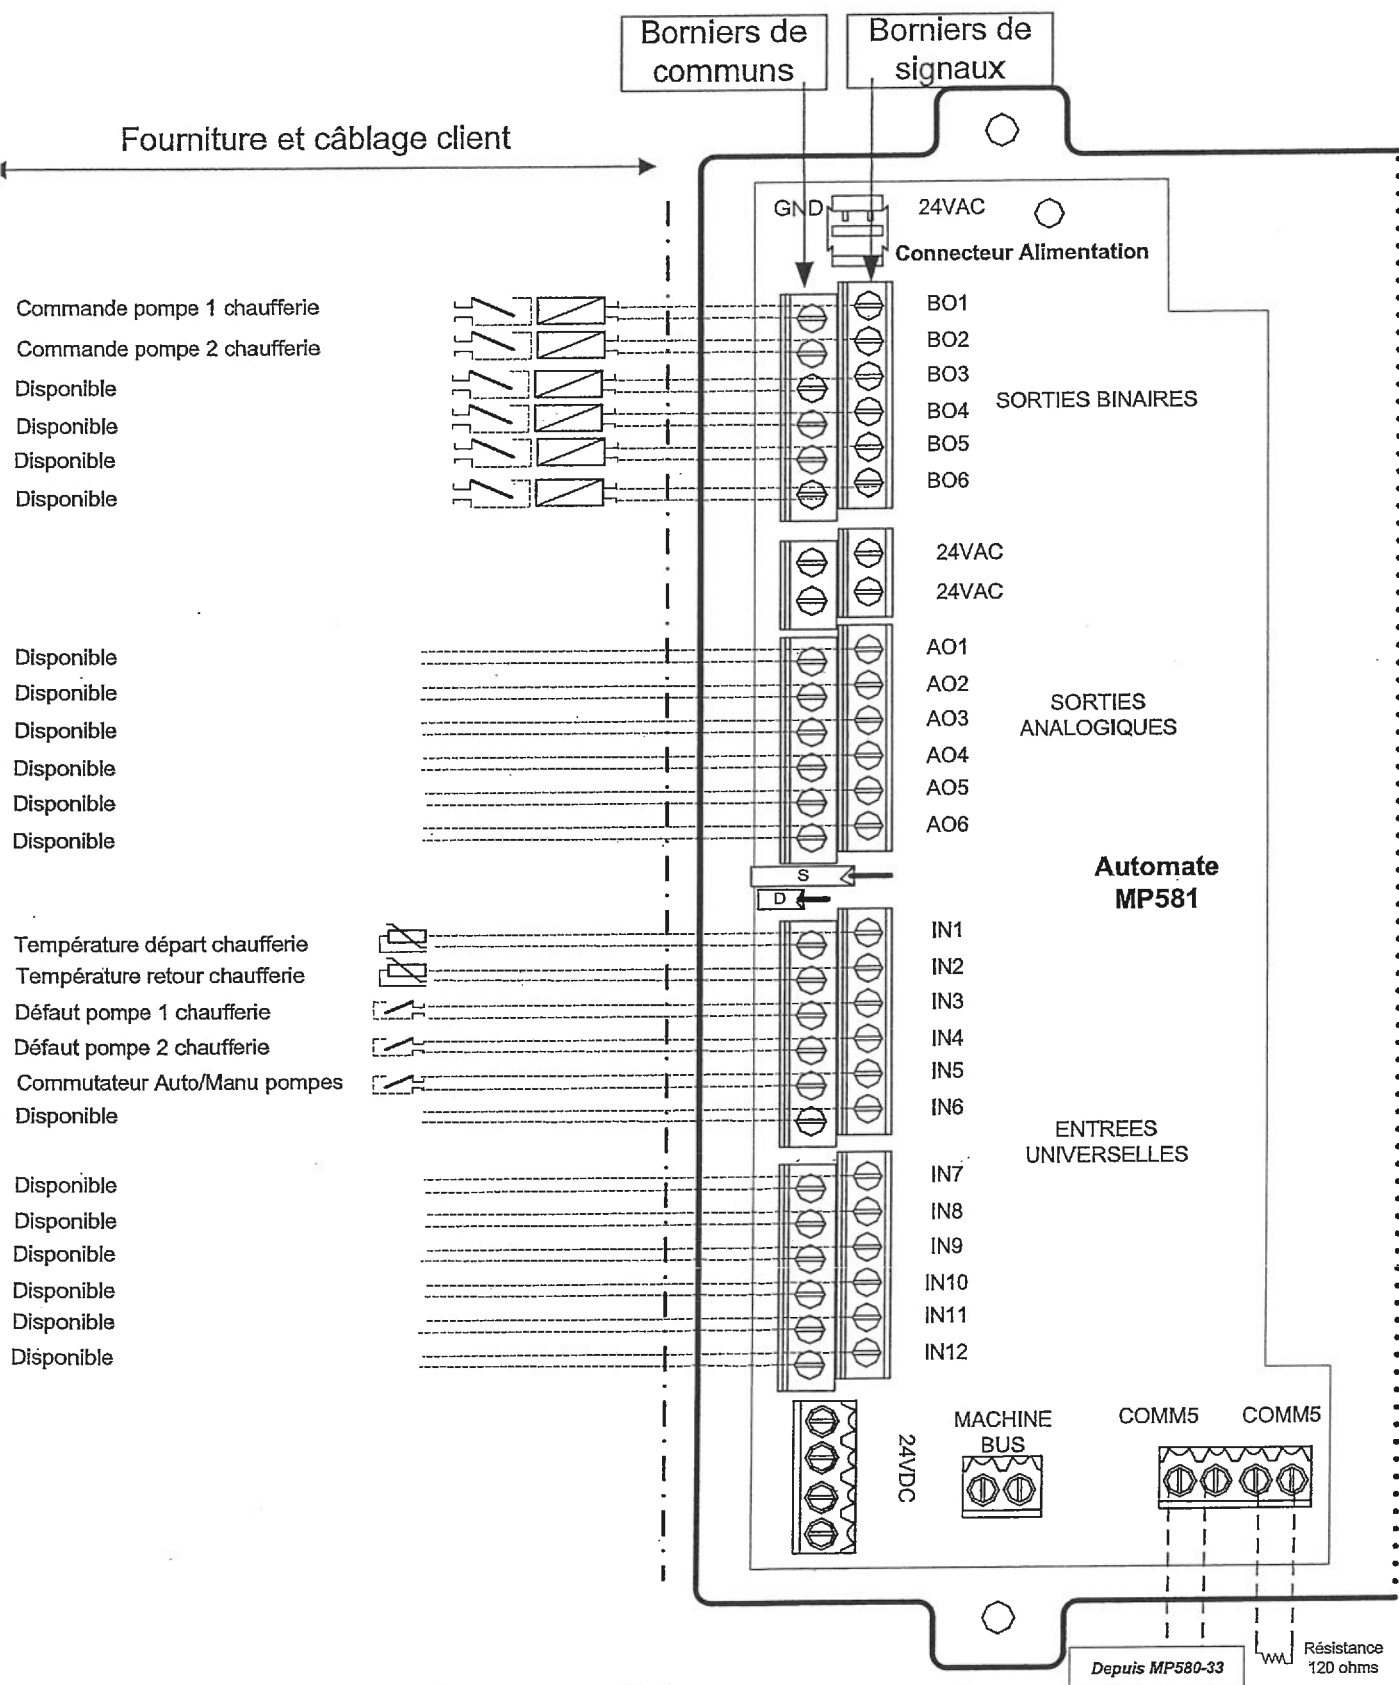 Borniers de
communs
Borniers de
signaux
Fourniture et câblage client
GND
24VAC
Connecteur Alimentation
Commande pompe 1 chaufferie
BO1
Commande pompe 2 chaufferie
BO2
Disponible
BO3
SORTIES BINAIRES
Disponible
BO4
Disponible
BO5
Disponible
BO6
24VAC
24VAC
Disponible
AO1
Disponible
AO2
SORTIES
ANALOGIQUES
Disponible
AO3
Disponible
AO4
Disponible
AO5
Disponible
AO6
Automate
MP581
S
D
Température départ chaufferie
IN1
Température retour chaufferie
IN2
Défaut pompe 1 chaufferie
IN3
Défaut pompe 2 chaufferie
IN4
Commutateur Auto/Manu pompes
IN5
Disponible
IN6
ENTREES
UNIVERSELLES
Disponible
IN7
Disponible
IN8
Disponible
IN9
Disponible
IN10
Disponible
IN11
Disponible
IN12
24VDC
MACHINE
BUS
COMM5
COMM5
Depuis MP580-33
Résistance
120 ohms